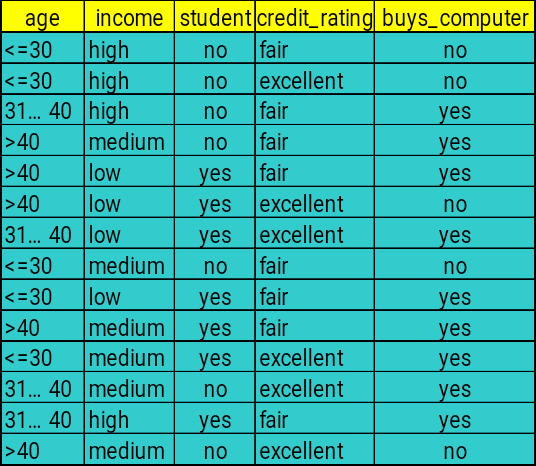 age income student credit_rating buys_computer
<=30 high no fair no
<=30 high no excellent no
31… 40 high no fair yes
>40 medium no fair yes
>40 low yes fair yes
>40 low yes excellent no
31… 40 low yes excellent yes
<=30 medium no fair no
<=30 low yes fair yes
>40 medium yes fair yes
<=30 medium yes excellent yes
31… 40 medium no excellent yes
31… 40 high yes fair yes
>40 medium no excellent no